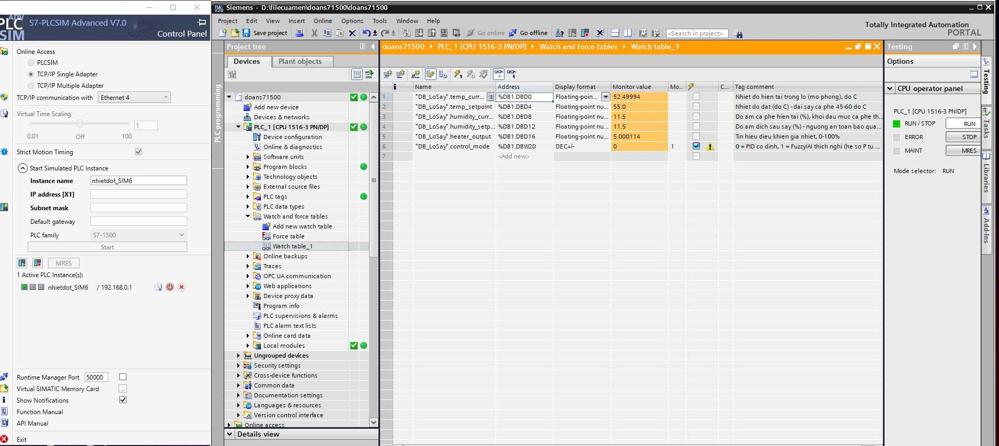 ADV
PLC
SIM
S7-PLCSIM Advanced V7.0
Control Panel
Online Access
PLCSIM
TCP/IP Single Adapter
TCP/IP Multiple Adapter
TCP/IP communication with Ethernet 4
Virtual Time Scaling
1
0.01 Off 100
Strict Motion Timing
Start Simulated PLC Instance
Instance name nhietdot_SIM6
IP address [X1]
Subnet mask
Default gateway
PLC family S7-1500
Start
MRES
1 Active PLC Instance(s):
nhietdot_SIM6 / 192.168.0.1
Runtime Manager Port 50000
Virtual SIMATIC Memory Card ...
Show Notifications
Function Manual
API Manual
Exit
TIA V20 Siemens - D:\filecuamen\doans71500\doans71500
Project Edit View Insert Online Options Tools Window Help
Totally Integrated Automation
PORTAL
Save project Go online Go offline <Search in project>
Project tree
Devices Plant objects
PLC programming
doans71500
Add new device
Devices & networks
PLC_1 [CPU 1516-3 PN/DP]
Device configuration
Online & diagnostics
Software units
Program blocks
Technology objects
External source files
PLC tags
PLC data types
Watch and force tables
Add new watch table
Force table
Watch table_1
Online backups
Traces
OPC UA communication
Web applications
Device proxy data
Program info
PLC supervisions & alarms
PLC alarm text lists
Online card data
Local modules
Ungrouped devices
Security settings
Cross-device functions
Common data
Documentation settings
Languages & resources
Version control interface
Online access
Details view
doans71500 PLC_1 [CPU 1516-3 PN/DP] Watch and force tables Watch table_1
i Name Address Display format Monitor value Mo... C... Tag comment
1 "DB_LoSay".temp_curr... %DB1.DBD0 Floating-poin... 52.49994 Nhiet do hien tai trong lo (mo phong), do C
2 "DB_LoSay".temp_setpoint %DB1.DBD4 Floating-point nu... 55.0 Nhiet do dat (do C) - dai say ca phe 45-60 do C
3 "DB_LoSay".humidity_curr... %DB1.DBD8 Floating-point nu... 11.5 Do am ca phe hien tai (%), khoi dau muc ca phe th...
4 "DB_LoSay".humidity_setp... %DB1.DBD12 Floating-point nu... 11.5 Do am dich sau say (%) - nguong an toan bao qua...
5 "DB_LoSay".heater_output %DB1.DBD16 Floating-point nu... 5.000114 Tin hieu dieu khien gia nhiet, 0-100%
6 "DB_LoSay".control_mode %DB1.DBW20 DEC+/- 0 1 0 = PID co dinh, 1 = Fuzzy/AI thich nghi (he so P tu ...
7 <Add new>
Testing
Options
CPU operator panel
PLC_1 [CPU 1516-3 PN/DP]
RUN / STOP RUN
ERROR STOP
MAINT MRES
Mode selector: RUN
Testing
Tasks
Libraries
Add-Ins